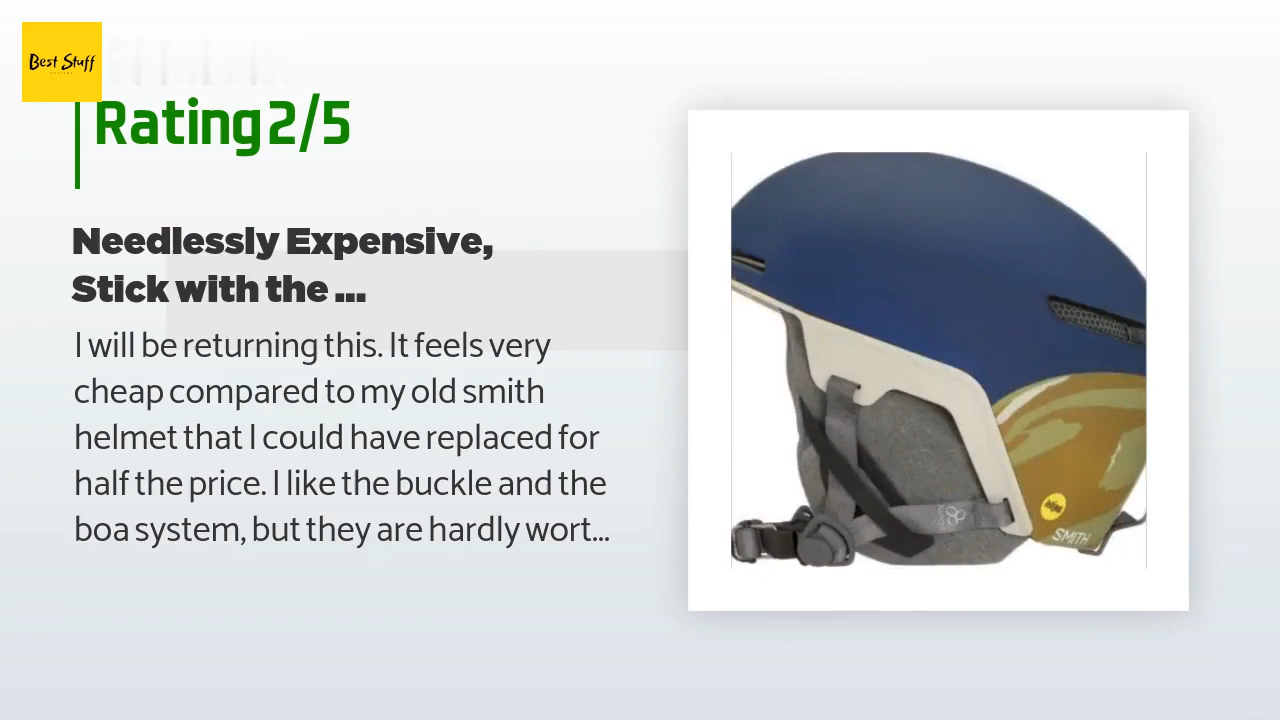 Best Stuff
Rating 2/5
Needlessly Expensive,
Stick with the ...
I will be returning this. It feels very
cheap compared to my old smith
helmet that I could have replaced for
half the price. I like the buckle and the
boa system, but they are hardly wort...
mips
SMITH